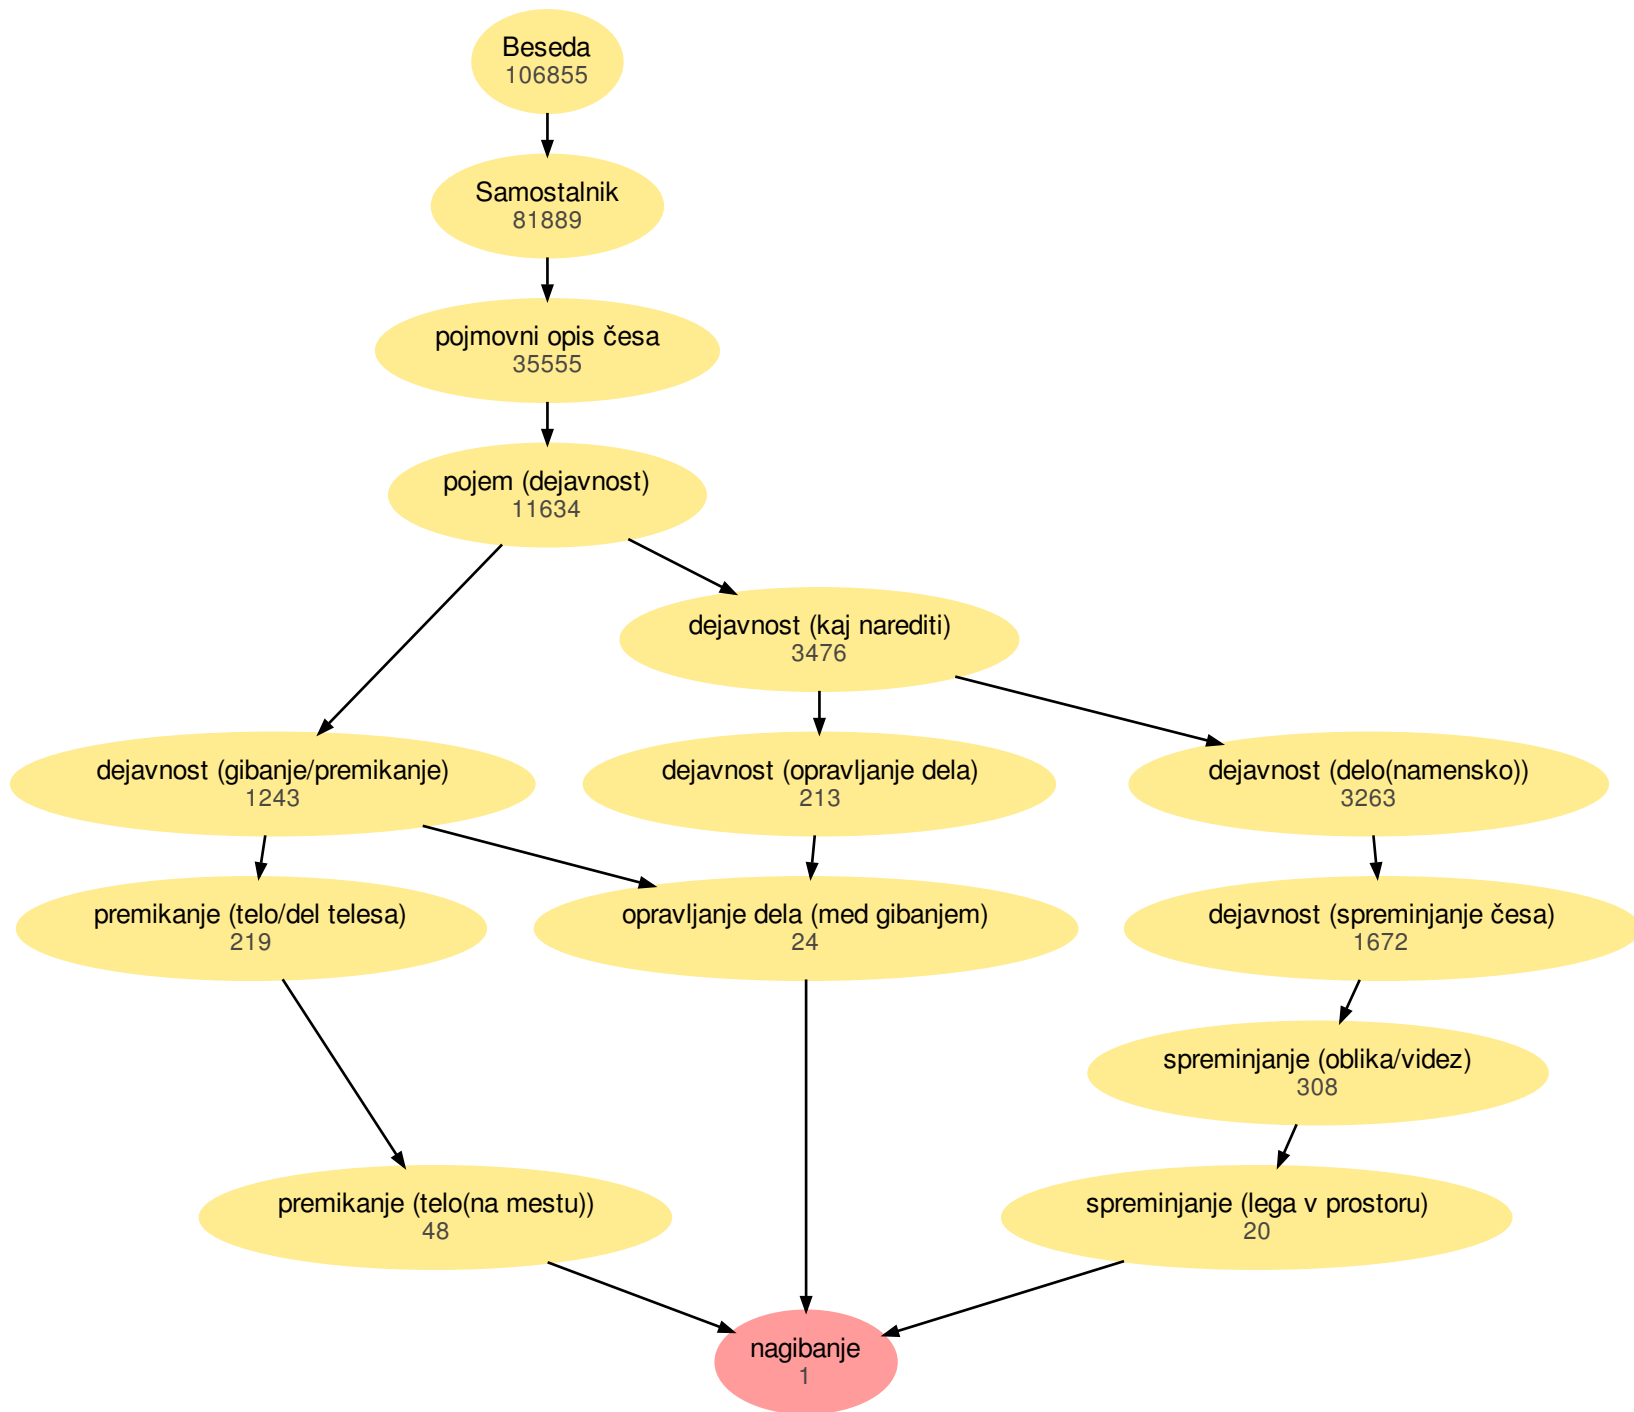 Beseda
106855
Samostalnik
81889
pojmovni opis česa
35555
pojem (dejavnost)
11634
dejavnost (kaj narediti)
3476
dejavnost (gibanje/premikanje)
1243
dejavnost (opravljanje dela)
213
dejavnost (delo(namensko))
3263
premikanje (telo/del telesa)
219
opravljanje dela (med gibanjem)
24
dejavnost (spreminjanje česa)
1672
spreminjanje (oblika/videz)
308
premikanje (telo(na mestu))
48
spreminjanje (lega v prostoru)
20
nagibanje
1